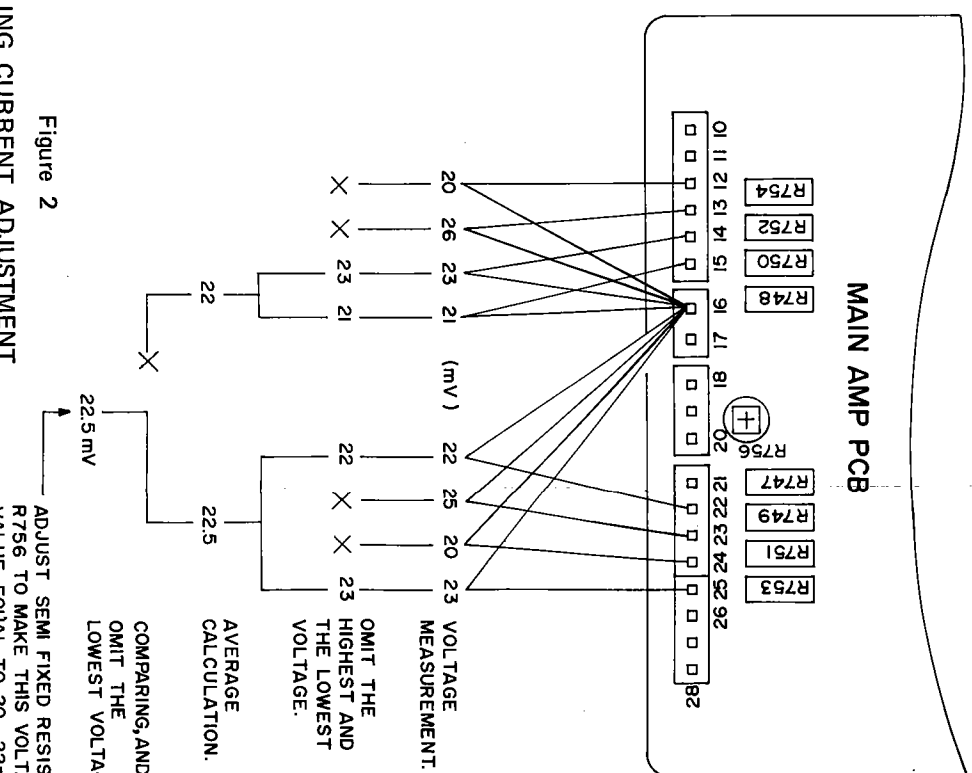 MAIN AMP PCB
R754 R752 R750 R748 R747 R749 R751 R753
R756
10 11 12 13 14 15 16 17 18 20 21 22 23 24 25 26 28
20 26 23 21 (mV) 22 25 20 23 VOLTAGE
MEASUREMENT.
23 21 22 23 OMIT THE
HIGHEST AND
THE LOWEST
VOLTAGE.
22 22.5 AVERAGE
CALCULATION.
COMPARING, AND
OMIT THE
LOWEST VOLTA
22.5 mV
ADJUST SEMI FIXED RESIS
R756 TO MAKE THIS VOLT
VALUE EQUAL TO
Figure 2
ING CURRENT ADJUSTMENT